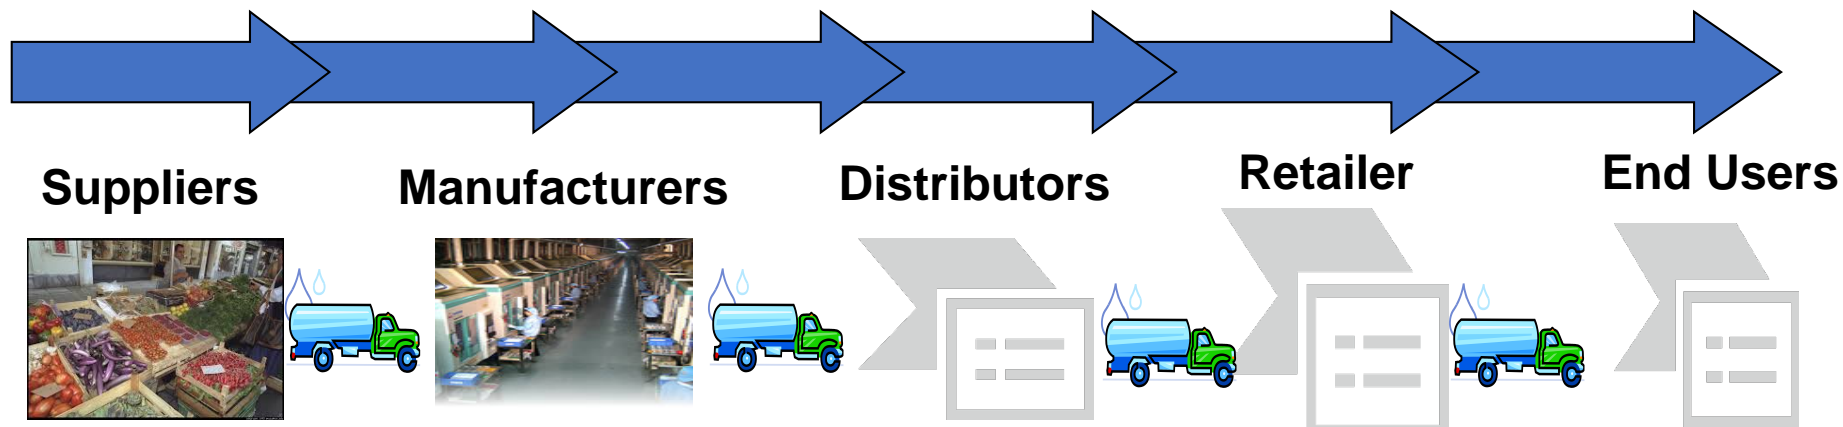 Suppliers
Manufacturers
Distributors
Retailer
End Users